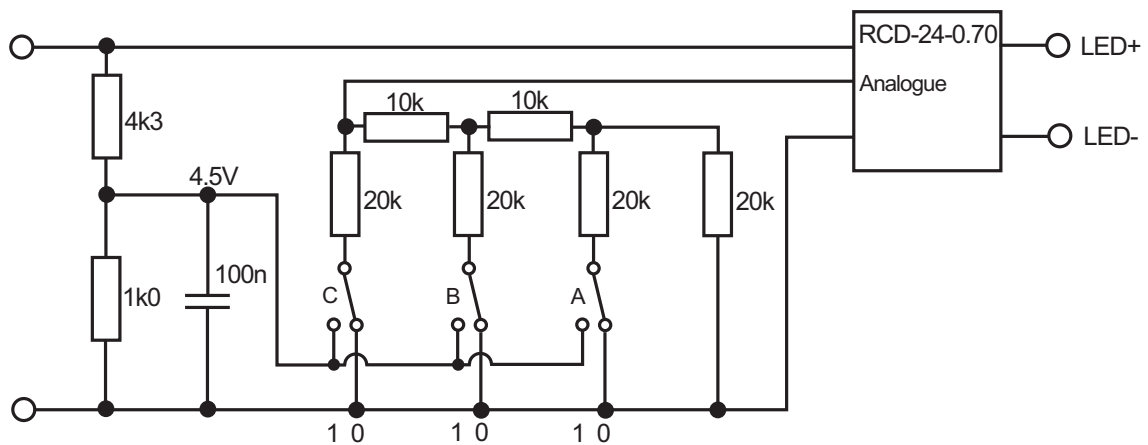 RCD-24-0.70
LED+
Analogue
10k
10k
4k3
LED-
4.5V
20k
20k
20k
20k
100n
1k0
C
B
A
1 0
1 0
1 0